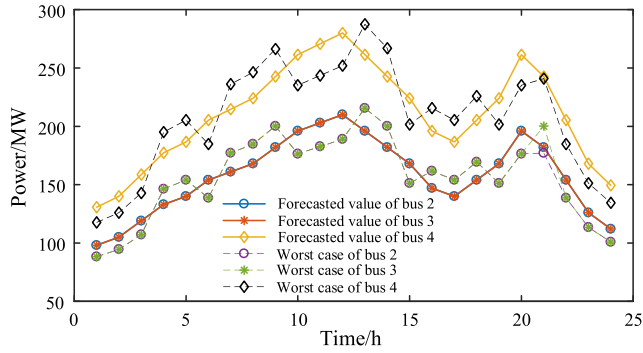 300
250
200
150
100
50
Power/MW
Forecasted value of bus 2
Forecasted value of bus 3
Forecasted value of bus 4
Worst case of bus 2
Worst case of bus 3
Worst case of bus 4
0 5 10 15 20 25
Time/h